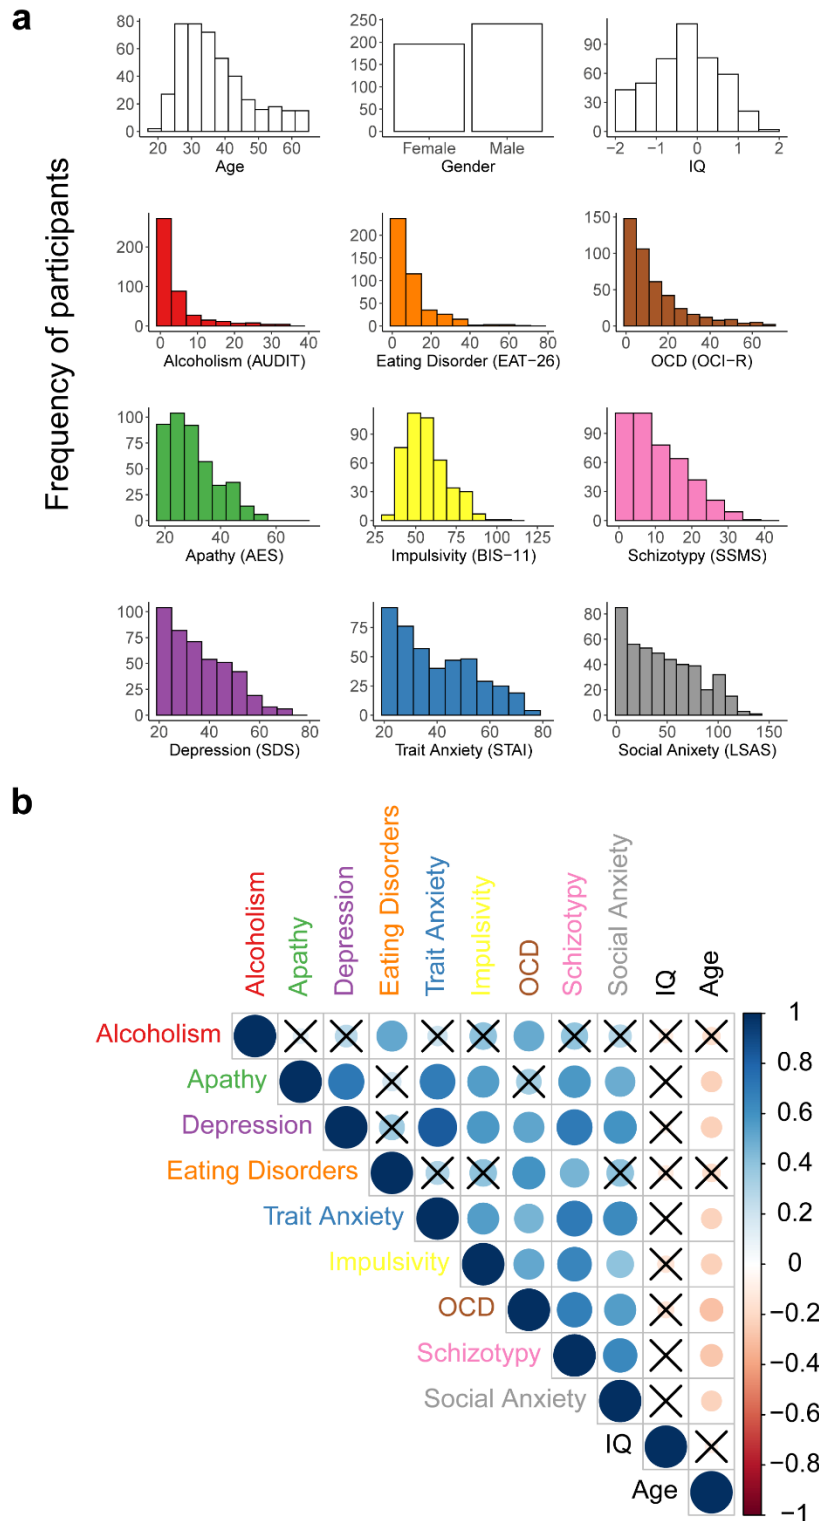 a
Frequency of participants
80
60
40
20
0
20 30 40 50 60
Age
250
200
150
100
50
0
Female Male
Gender
90
60
30
0
−2 −1 0 1 2
IQ
200
100
0
0 10 20 30 40
Alcoholism (AUDIT)
200
150
100
50
0
0 20 40 60 80
Eating Disorder (EAT−26)
150
100
50
0
0 20 40 60
OCD (OCI−R)
100
75
50
25
0
20 30 40 50 60 70
Apathy (AES)
90
60
30
0
25 50 75 100 125
Impulsivity (BIS−11)
90
60
30
0
0 10 20 30 40
Schizotypy (SSMS)
100
75
50
25
0
20 40 60 80
Depression (SDS)
75
50
25
0
20 40 60 80
Trait Anxiety (STAI)
80
60
40
20
0
0 50 100 150
Social Anixety (LSAS)
b
Alcoholism
Apathy
Depression
Eating Disorders
Trait Anxiety
Impulsivity
OCD
Schizotypy
Social Anxiety
IQ
Age
Alcoholism
Apathy
Depression
Eating Disorders
Trait Anxiety
Impulsivity
OCD
Schizotypy
Social Anxiety
IQ
Age
1
0.8
0.6
0.4
0.2
0
−0.2
−0.4
−0.6
−0.8
−1